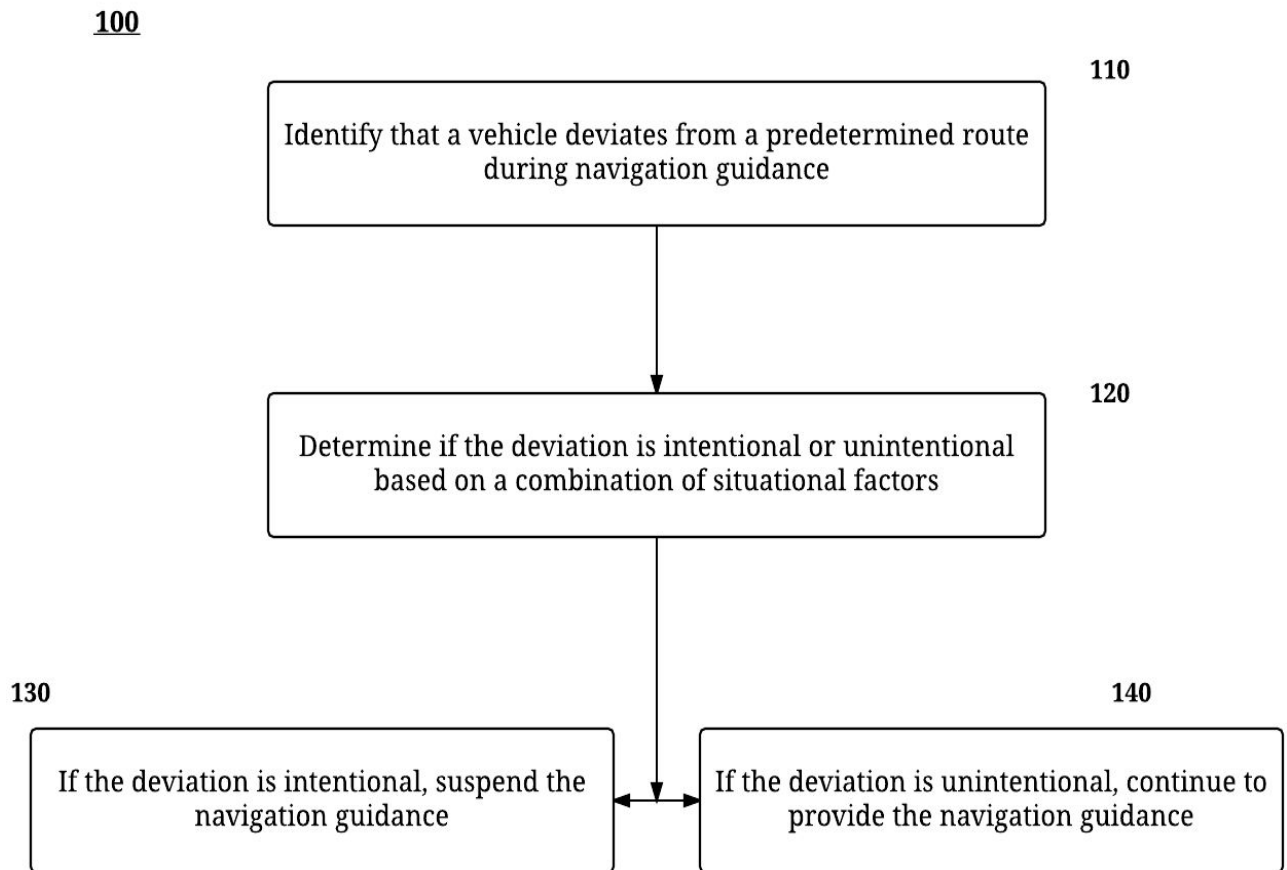 100
110
Identify that a vehicle deviates from a predetermined route
during navigation guidance
120
Determine if the deviation is intentional or unintentional
based on a combination of situational factors
130
If the deviation is intentional, suspend the
navigation guidance
140
If the deviation is unintentional, continue to
provide the navigation guidance